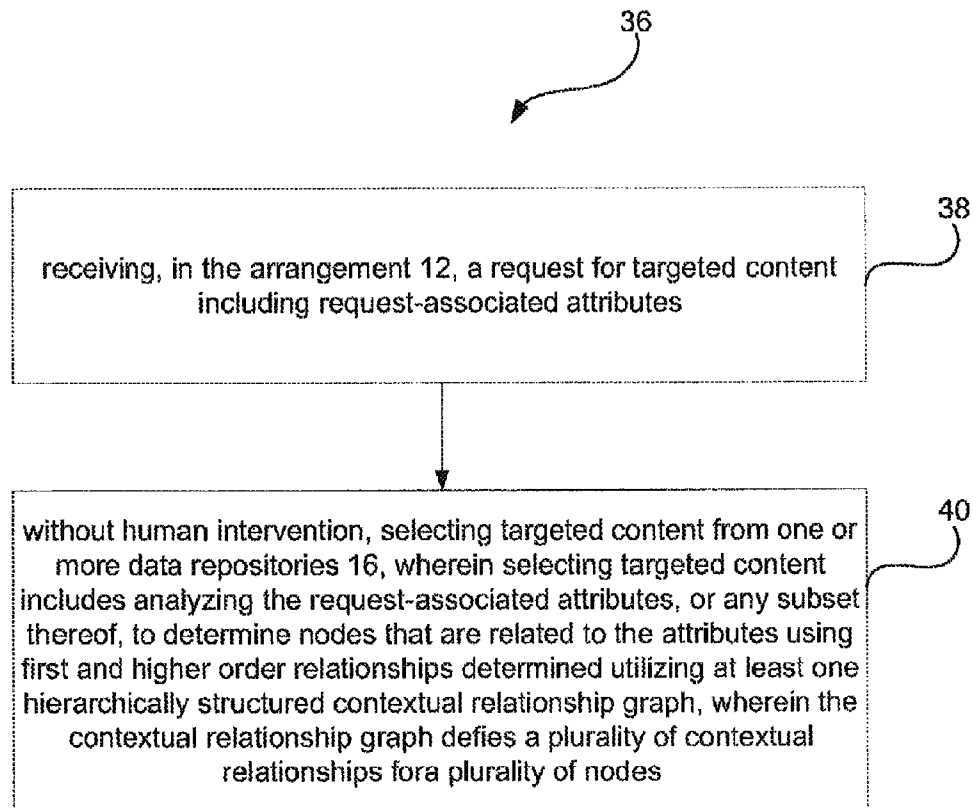 36
38
receiving, in the arrangement 12, a request for targeted content
including request-associated attributes
40
without human intervention, selecting targeted content from one or
more data repositories 16, wherein selecting targeted content
includes analyzing the request-associated attributes, or any subset
thereof, to determine nodes that are related to the attributes using
first and higher order relationships determined utilizing at least one
hierarchically structured contextual relationship graph, wherein the
contextual relationship graph defies a plurality of contextual
relationships fora plurality of nodes